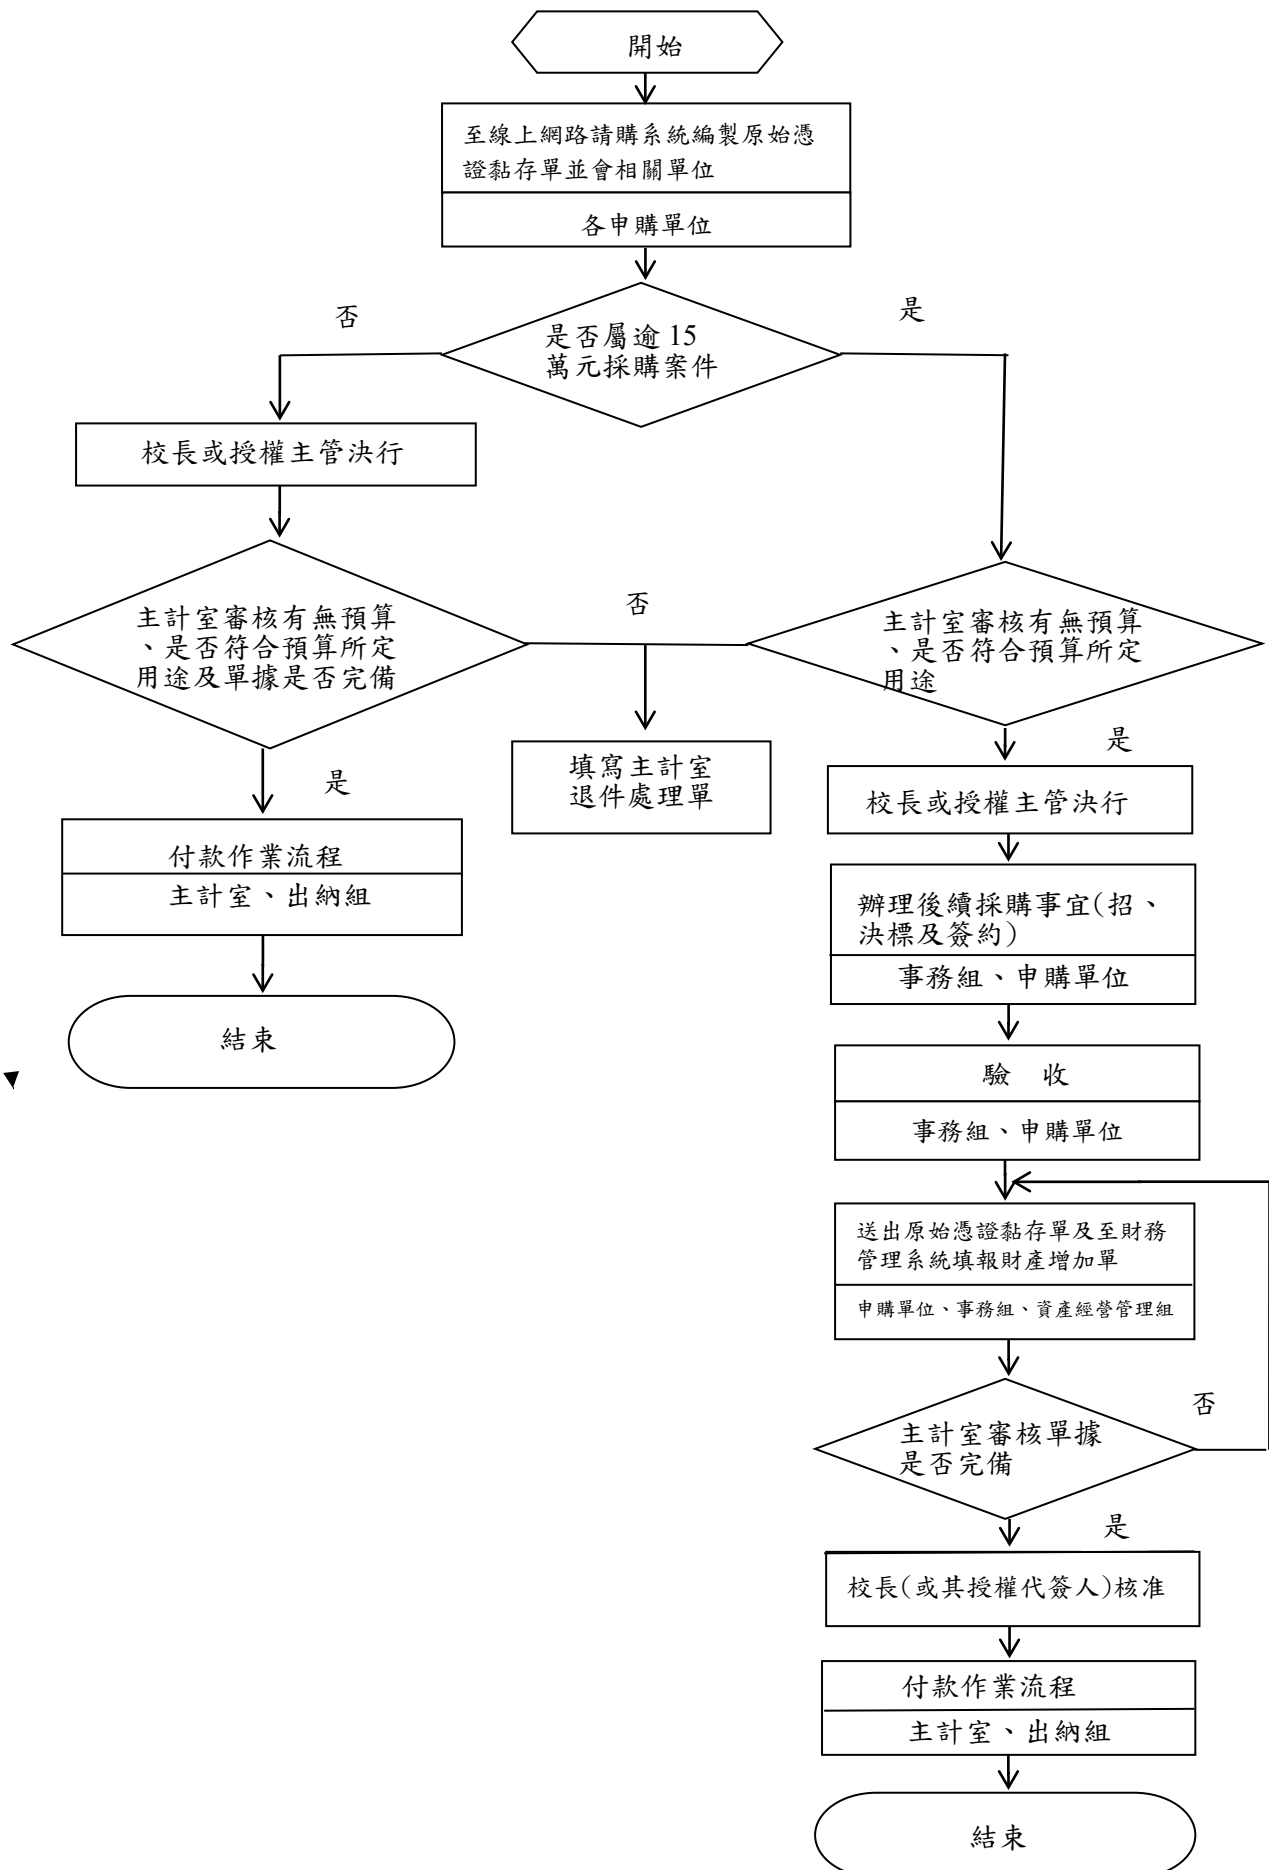 開始
至線上網路請購系統編製原始憑
證黏存單並會相關單位
各申購單位
否
是
是否屬逾 15
萬元採購案件
校長或授權主管決行
主計室審核有無預算
、是否符合預算所定
用途及單據是否完備
否
主計室審核有無預算
、是否符合預算所定
用途
是
填寫主計室
退件處理單
是
校長或授權主管決行
付款作業流程
主計室、出納組
辦理後續採購事宜(招、
決標及簽約)
事務組、申購單位
結束
驗 收
事務組、申購單位
送出原始憑證黏存單及至財務
管理系統填報財產增加單
申購單位、事務組、資產經營管理組
否
主計室審核單據
是否完備
是
校長(或其授權代簽人)核准
付款作業流程
主計室、出納組
結束